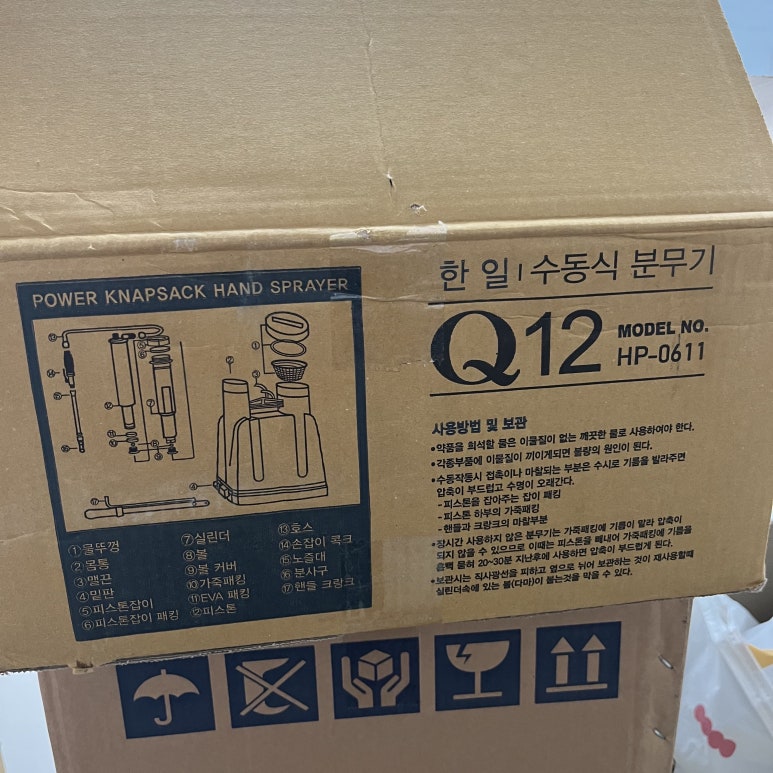 POWER KNAPSACK HAND SPRAYER
①물뚜껑
②몸통
③멜끈
④밑판
⑤피스톤잡이
⑥피스톤잡이 패킹
⑦실린더
⑧볼
⑨볼 커버
⑩가죽패킹
⑪EVA 패킹
⑫피스톤
⑬호스
⑭손잡이 콕크
⑮노즐대
⑯분사구
⑰핸들 크랑크
한일 | 수동식 분무기
Q12 MODEL NO.
HP-0611
사용방법 및 보관
•약품을 희석할 물은 이물질이 없는 깨끗한 물로 사용하여야 한다.
•각종부품에 이물질이 끼이게되면 불량의 원인이 된다.
•수동작동시 접촉이나 마찰되는 부분은 수시로 기름을 발라주면
압축이 부드럽고 수명이 오래간다.
-피스톤을 잡아주는 잡이 패킹
-피스톤 하부의 가죽패킹
-핸들과 크랑크의 마찰부분
•장시간 사용하지 않은 분무기는 가죽패킹에 기름이 말라 압축이
되지 않을 수 있으므로 이때는 피스톤을 빼내어 가죽패킹에 기름을
흠뻑 물혀 20~30분 지난후에 사용하면 압축이 부드럽게 된다.
•보관시는 직사광선을 피하고 옆으로 뉘어 보관하는 것이 재사용할때
실린더속에 있는 볼(다마)이 붙는것을 막을 수 있다.